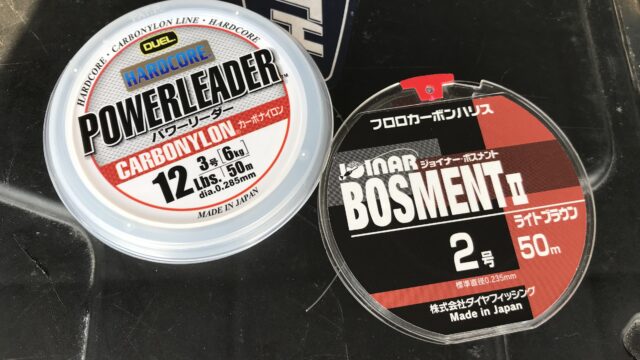 HARDCORE・CARBONYLON LINE・HARDCORE
DUEL
HARDCORE
POWERLEADER™
パワーリーダー
CARBONYLON® カーボナイロン
12 Lbs. 3号 6kg 50m
dia.0.285mm
MADE IN JAPAN
TH
フロロカーボンハリス
JOINAR ジョイナー・ボスメント
BOSMENT II
ライトブラウン
2号 50m
標準直径0.235mm
株式会社ダイヤフィッシング
Made in Japan